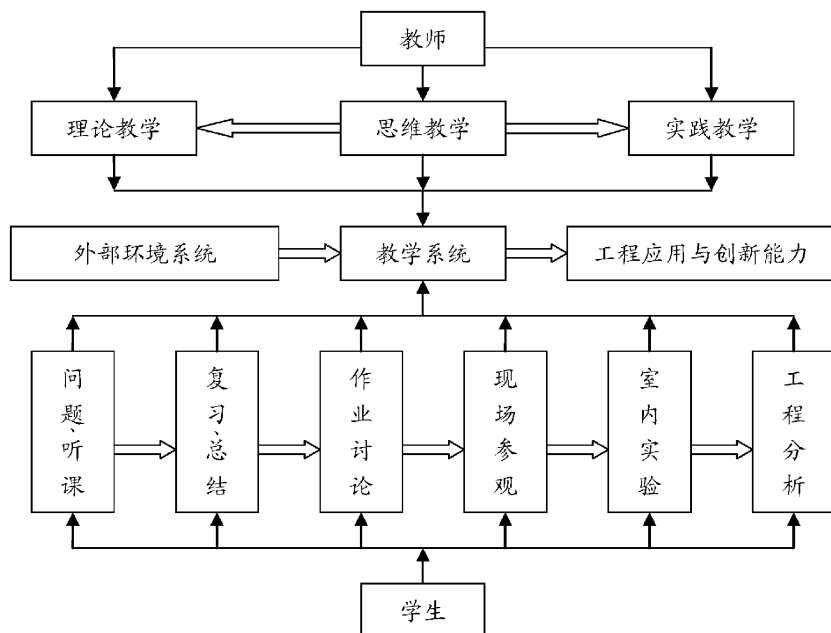 教师
理论教学
思维教学
实践教学
外部环境系统
教学系统
工程应用与创新能力
问题、听课
复习、总结
作业讨论
现场参观
室内实验
工程分析
学生